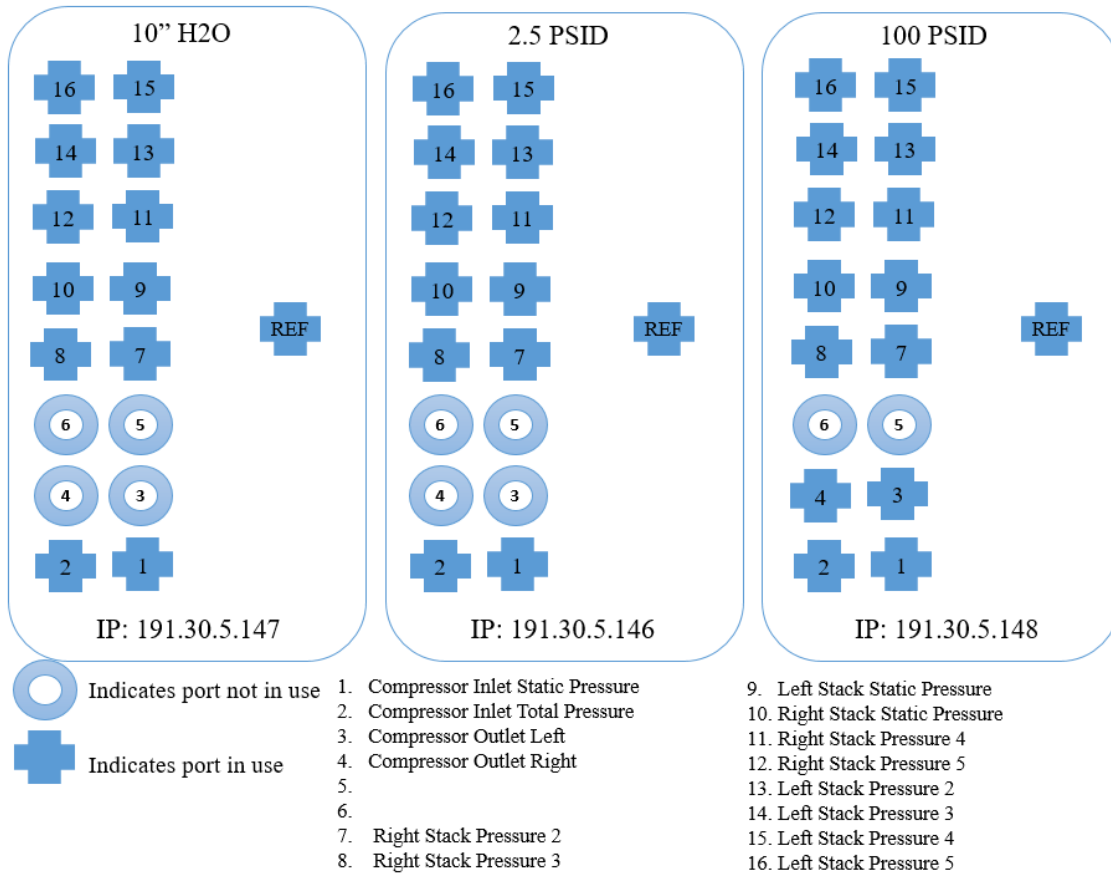 10” H2O
16 15
14 13
12 11
10 9
REF
8 7
6 5
4 3
2 1
IP: 191.30.5.147
2.5 PSID
16 15
14 13
12 11
10 9
REF
8 7
6 5
4 3
2 1
IP: 191.30.5.146
100 PSID
16 15
14 13
12 11
10 9
REF
8 7
6 5
4 3
2 1
IP: 191.30.5.148
Indicates port not in use
Indicates port in use
1. Compressor Inlet Static Pressure
2. Compressor Inlet Total Pressure
3. Compressor Outlet Left
4. Compressor Outlet Right
5.
6.
7. Right Stack Pressure 2
8. Right Stack Pressure 3
9. Left Stack Static Pressure
10. Right Stack Static Pressure
11. Right Stack Pressure 4
12. Right Stack Pressure 5
13. Left Stack Pressure 2
14. Left Stack Pressure 3
15. Left Stack Pressure 4
16. Left Stack Pressure 5